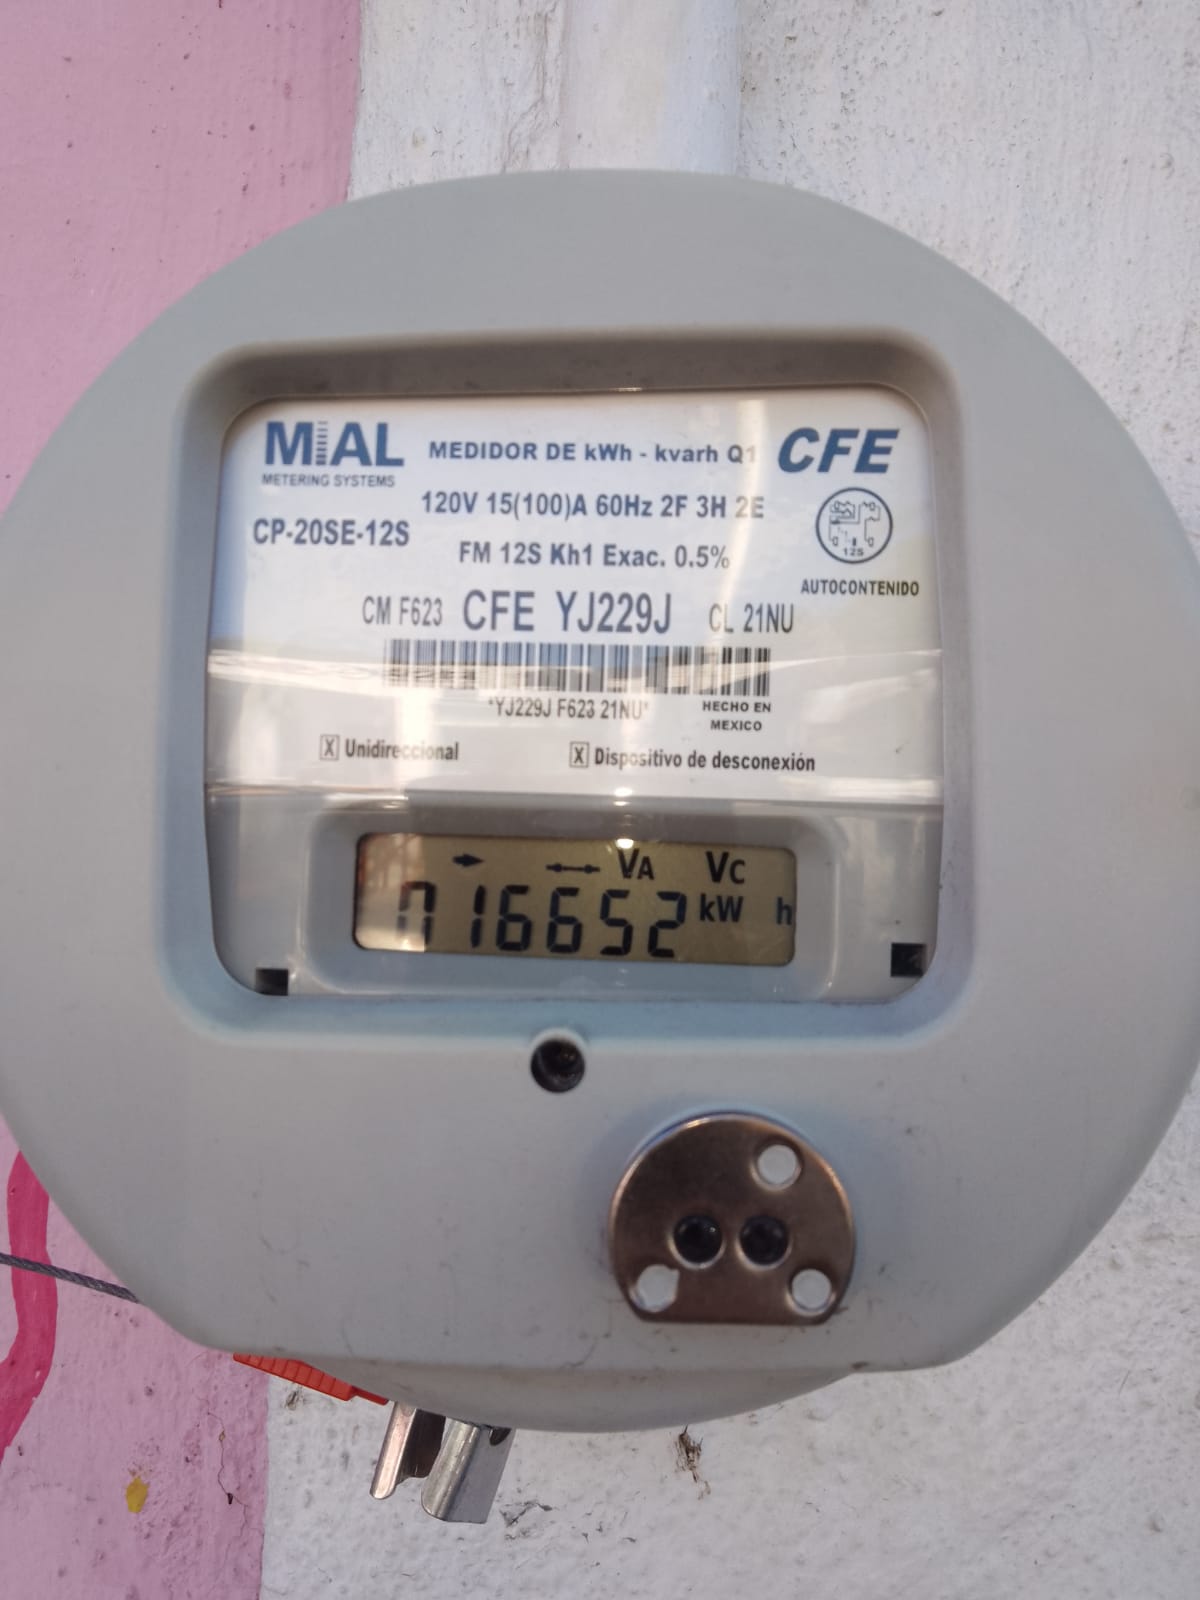 MIAL
METERING SYSTEMS
MEDIDOR DE kWh - kvarh Q1
CFE
120V 15(100)A 60Hz 2F 3H 2E
CP-20SE-12S
FM 12S Kh1 Exac. 0.5%
12S
AUTOCONTENIDO
CM F623 CFE YJ229J CL 21NU
*YJ229J F623 21NU*
HECHO EN
MEXICO
X Unidireccional
X Dispositivo de desconexión
VA VC
016652 kW h